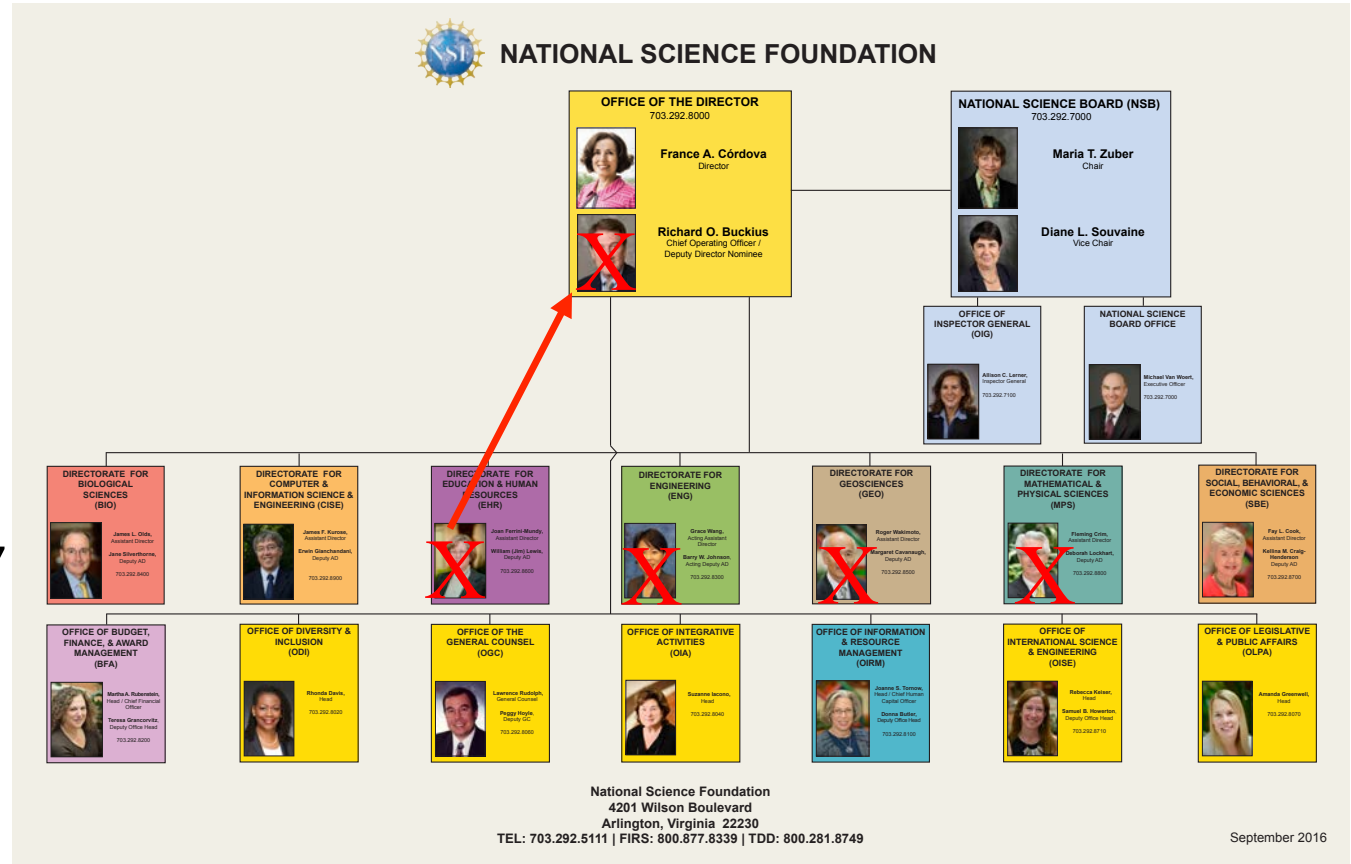 NSF
NATIONAL SCIENCE FOUNDATION
OFFICE OF THE DIRECTOR
703.292.8000
France A. Córdova
Director
Richard O. Buckius
Chief Operating Officer /
Deputy Director Nominee
X
NATIONAL SCIENCE BOARD (NSB)
703.292.7000
Maria T. Zuber
Chair
Diane L. Souvaine
Vice Chair
OFFICE OF
INSPECTOR GENERAL
(OIG)
Allison C. Lerner,
Inspector General
703.292.7100
NATIONAL SCIENCE
BOARD OFFICE
Michael Van Woert,
Executive Officer
703.292.7000
DIRECTORATE FOR
BIOLOGICAL
SCIENCES
(BIO)
James L. Olds,
Assistant Director
Jane Silverthorne,
Deputy AD
703.292.8400
DIRECTORATE FOR
COMPUTER &
INFORMATION SCIENCE &
ENGINEERING (CISE)
James F. Kurose,
Assistant Director
Erwin Gianchandani,
Deputy AD
703.292.8900
DIRECTORATE FOR
EDUCATION & HUMAN
RESOURCES
(EHR)
Joan Ferrini-Mundy,
Assistant Director
William (Jim) Lewis,
Deputy AD
703.292.8600
X
DIRECTORATE FOR
ENGINEERING
(ENG)
Grace Wang,
Acting Assistant
Director
Barry W. Johnson,
Acting Deputy AD
703.292.8300
X
DIRECTORATE FOR
GEOSCIENCES
(GEO)
Roger Wakimoto,
Assistant Director
Margaret Cavanaugh,
Deputy AD
703.292.8500
X
DIRECTORATE FOR
MATHEMATICAL &
PHYSICAL SCIENCES
(MPS)
Fleming Crim,
Assistant Director
Deborah Lockhart,
Deputy AD
703.292.8800
X
DIRECTORATE FOR
SOCIAL, BEHAVIORAL, &
ECONOMIC SCIENCES
(SBE)
Fay L. Cook,
Assistant Director
Kellina M. Craig-
Henderson
Deputy AD
703.292.8700
OFFICE OF BUDGET,
FINANCE, & AWARD
MANAGEMENT
(BFA)
Martha A. Rubenstein,
Head / Chief Financial
Officer
Teresa Grancorvitz,
Deputy Office Head
703.292.8200
OFFICE OF DIVERSITY &
INCLUSION
(ODI)
Rhonda Davis,
Head
703.292.8020
OFFICE OF THE
GENERAL COUNSEL
(OGC)
Lawrence Rudolph,
General Counsel
Peggy Hoyle,
Deputy GC
703.292.8060
OFFICE OF INTEGRATIVE
ACTIVITIES
(OIA)
Suzanne Iacono,
Head
703.292.8040
OFFICE OF INFORMATION
& RESOURCE
MANAGEMENT
(OIRM)
Joanne S. Tornow,
Head / Chief Human
Capital Officer
Donna Butler,
Deputy Office Head
703.292.8100
OFFICE OF
INTERNATIONAL SCIENCE
& ENGINEERING
(OISE)
Rebecca Keiser,
Head
Samuel B. Howerton,
Deputy Office Head
703.292.8710
OFFICE OF LEGISLATIVE
& PUBLIC AFFAIRS
(OLPA)
Amanda Greenwell,
Head
703.292.8070
National Science Foundation
4201 Wilson Boulevard
Arlington, Virginia 22230
TEL: 703.292.5111 | FIRS: 800.877.8339 | TDD: 800.281.8749
September 2016